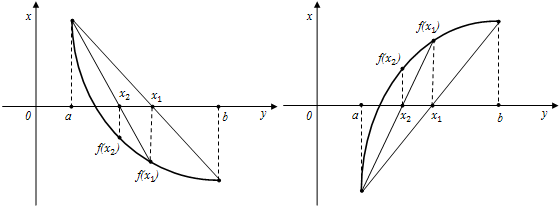 x
x
f(x₁)
f(x₂)
x₂
x₁
0
a
b
y
0
a
x₂
x₁
b
y
f(x₂)
f(x₁)